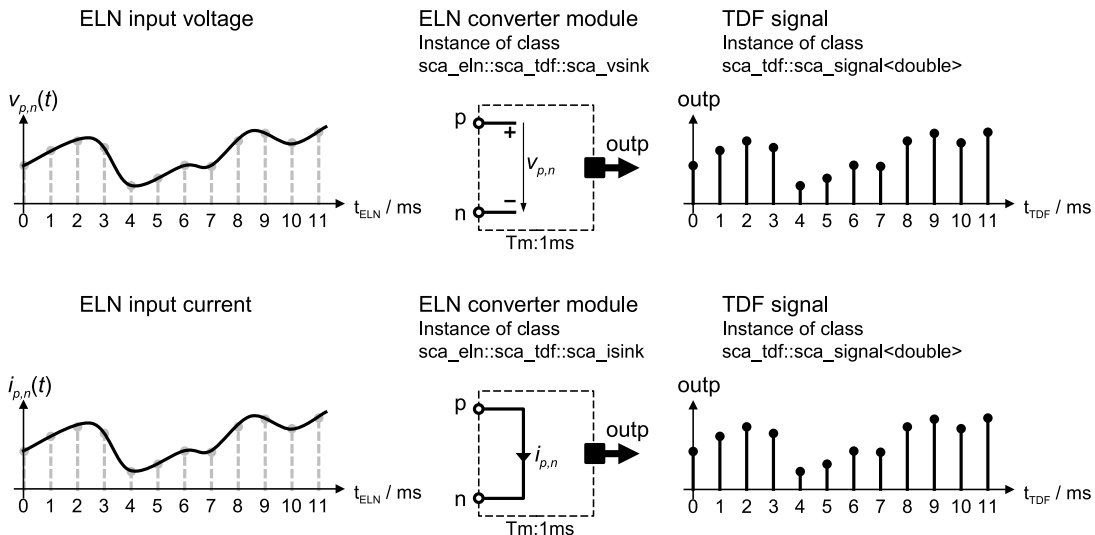 ELN input voltage
ELN converter module
Instance of class
sca_eln::sca_tdf::sca_vsink
TDF signal
Instance of class
sca_tdf::sca_signal<double>
v_{p,n}(t)
0 1 2 3 4 5 6 7 8 9 10 11
t_{ELN} / ms
p
+
v_{p,n}
−
n
outp
Tm:1ms
outp
0 1 2 3 4 5 6 7 8 9 10 11
t_{TDF} / ms
ELN input current
ELN converter module
Instance of class
sca_eln::sca_tdf::sca_isink
TDF signal
Instance of class
sca_tdf::sca_signal<double>
i_{p,n}(t)
0 1 2 3 4 5 6 7 8 9 10 11
t_{ELN} / ms
p
i_{p,n}
n
outp
Tm:1ms
outp
0 1 2 3 4 5 6 7 8 9 10 11
t_{TDF} / ms